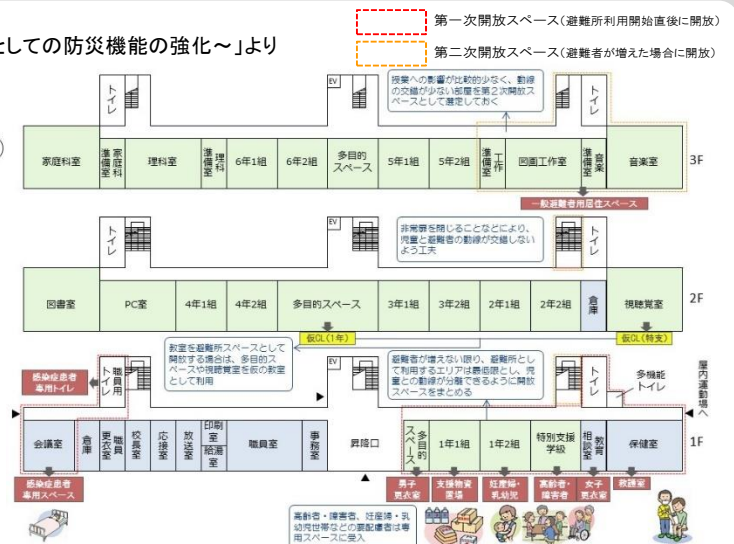 第一次開放スペース(避難所利用開始直後に開放)
としての防災機能の強化～」より
第二次開放スペース(避難者が増えた場合に開放)
トイレ
EV
授業への影響が比較的少なく、動線
の交錯が少ない部屋を第2次開放ス
ペースとして選定しておく
トイレ
家庭科室
家庭科準備室
理科室
理科準備室
6年1組
6年2組
多目的
スペース
5年1組
5年2組
工作準備室
図画工作室
音楽準備室
音楽室
3F
一般避難者用居住スペース
トイレ
EV
非常扉を閉じることなどにより、
児童と避難者の動線が交錯しない
よう工夫
トイレ
図書室
PC室
4年1組
4年2組
多目的スペース
3年1組
3年2組
2年1組
2年2組
倉庫
視聴覚室
2F
仮CL(1年)
仮CL(特支)
教室を避難所スペースとして
開放する場合は、多目的ス
ペースや視聴覚室を仮の教室
として利用
避難者が増えない限り、避難所とし
て利用するエリアは最低限とし、児
童との動線が分離できるように開放
スペースをまとめる
感染症患者
専用トイレ
職員用トイレ
EV
トイレ
多機能
トイレ
屋内運動場へ
会議室
倉庫
職員更衣室
校長室
応接室
放送室
印刷室
給湯室
職員室
事務室
昇降口
多目的スペース
1年1組
1年2組
特別支援
学級
教育相談室
保健室
1F
感染症患者
専用スペース
男子
更衣室
支援物資
置場
妊産婦・
乳幼児
高齢者・
障害者
女子
更衣室
救護室
高齢者・障害者、妊産婦・乳
幼児世帯などの要配慮者は専
用スペースに受入